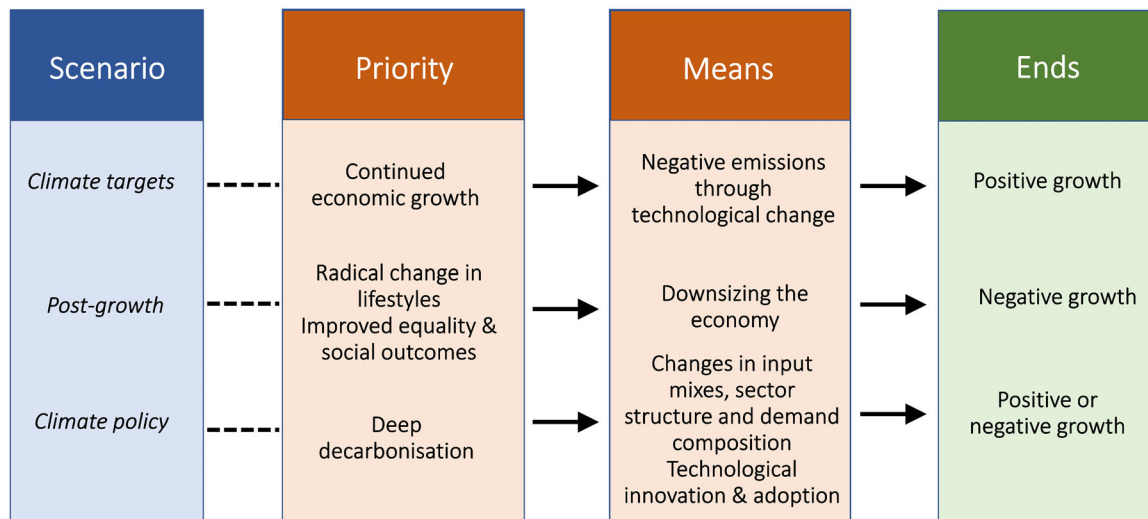 Scenario
Priority
Means
Ends
Climate targets
Continued
economic growth
Negative emissions
through
technological change
Positive growth
Post-growth
Radical change in
lifestyles
Improved equality &
social outcomes
Downsizing the
economy
Negative growth
Climate policy
Deep
decarbonisation
Changes in input
mixes, sector
structure and demand
composition
Technological
innovation & adoption
Positive or
negative growth